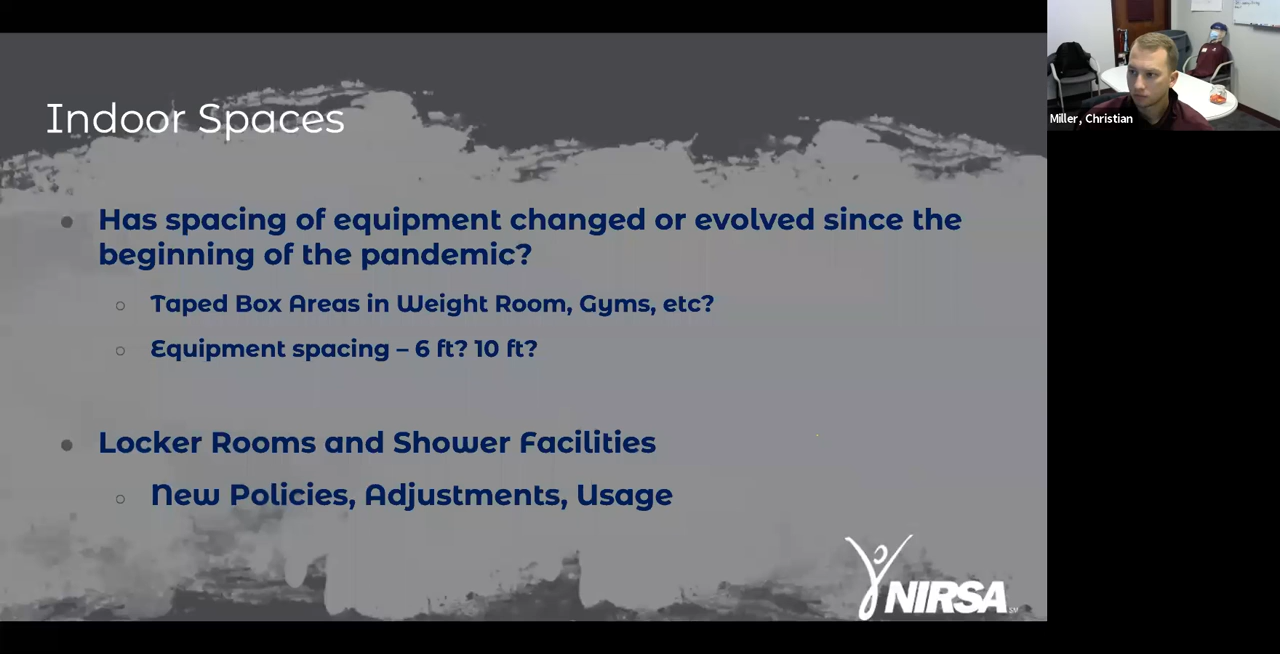 Indoor Spaces
Has spacing of equipment changed or evolved since the
beginning of the pandemic?
Taped Box Areas in Weight Room, Gyms, etc?
Equipment spacing – 6 ft? 10 ft?
Locker Rooms and Shower Facilities
New Policies, Adjustments, Usage
NIRSA
Miller, Christian